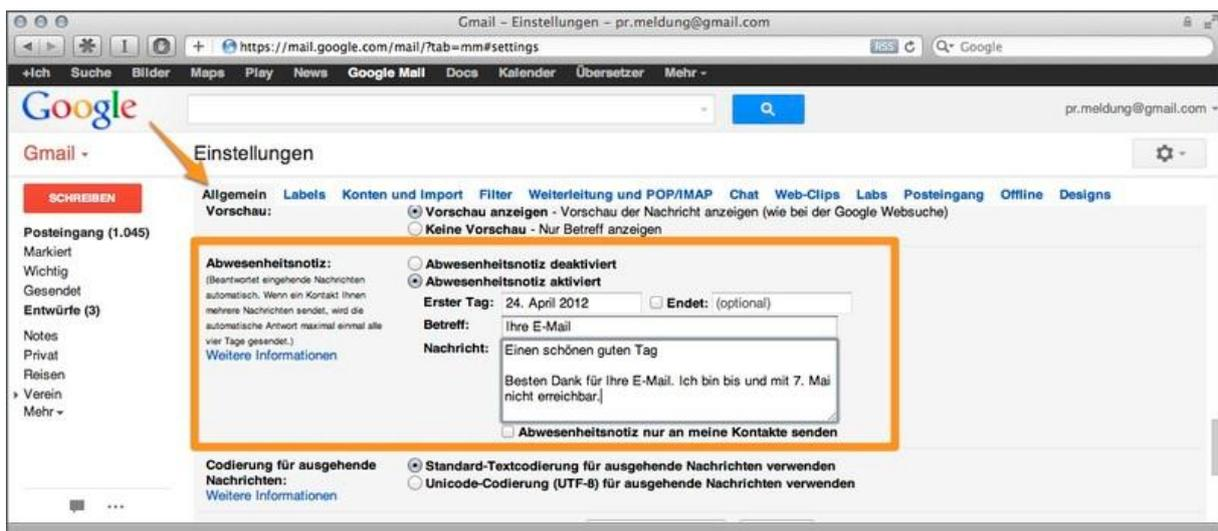 Gmail – Einstellungen – pr.meldung@gmail.com
https://mail.google.com/mail/?tab=mm#settings
RSS
Google
+Ich Suche Bilder Maps Play News Google Mail Docs Kalender Übersetzer Mehr
Google
pr.meldung@gmail.com
Gmail
Einstellungen
SCHREIBEN
Posteingang (1.045)
Markiert
Wichtig
Gesendet
Entwürfe (3)
Notes
Privat
Reisen
Verein
Mehr
Allgemein Labels Konten und Import Filter Weiterleitung und POP/IMAP Chat Web-Clips Labs Posteingang Offline Designs
Vorschau:
Vorschau anzeigen - Vorschau der Nachricht anzeigen (wie bei der Google Websuche)
Keine Vorschau - Nur Betreff anzeigen
Abwesenheitsnotiz:
(Beantwortet eingehende Nachrichten
automatisch. Wenn ein Kontakt Ihnen
mehrere Nachrichten sendet, wird die
automatische Antwort maximal einmal alle
vier Tage gesendet.)
Weitere Informationen
Abwesenheitsnotiz deaktiviert
Abwesenheitsnotiz aktiviert
Erster Tag: 24. April 2012 Endet: (optional)
Betreff: Ihre E-Mail
Nachricht: Einen schönen guten Tag
Besten Dank für Ihre E-Mail. Ich bin bis und mit 7. Mai
nicht erreichbar.
Abwesenheitsnotiz nur an meine Kontakte senden
Codierung für ausgehende
Nachrichten:
Weitere Informationen
Standard-Textcodierung für ausgehende Nachrichten verwenden
Unicode-Codierung (UTF-8) für ausgehende Nachrichten verwenden